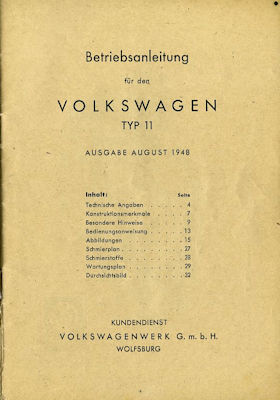 Betriebsanleitung
für den
VOLKSWAGEN
TYP 11
AUSGABE AUGUST 1948
Inhalt: Seite
Technische Angaben . . . . . 4
Konstruktionsmerkmale . . . . 7
Besondere Hinweise . . . . . 9
Bedienungsanweisung . . . . 13
Abbildungen . . . . . . . 15
Schmierplan . . . . . . . . 27
Schmierstoffe . . . . . . . 28
Wartungsplan . . . . . . . 29
Durchsichtsbild . . . . . . . 32
KUNDENDIENST
VOLKSWAGENWERK G. m. b. H.
WOLFSBURG